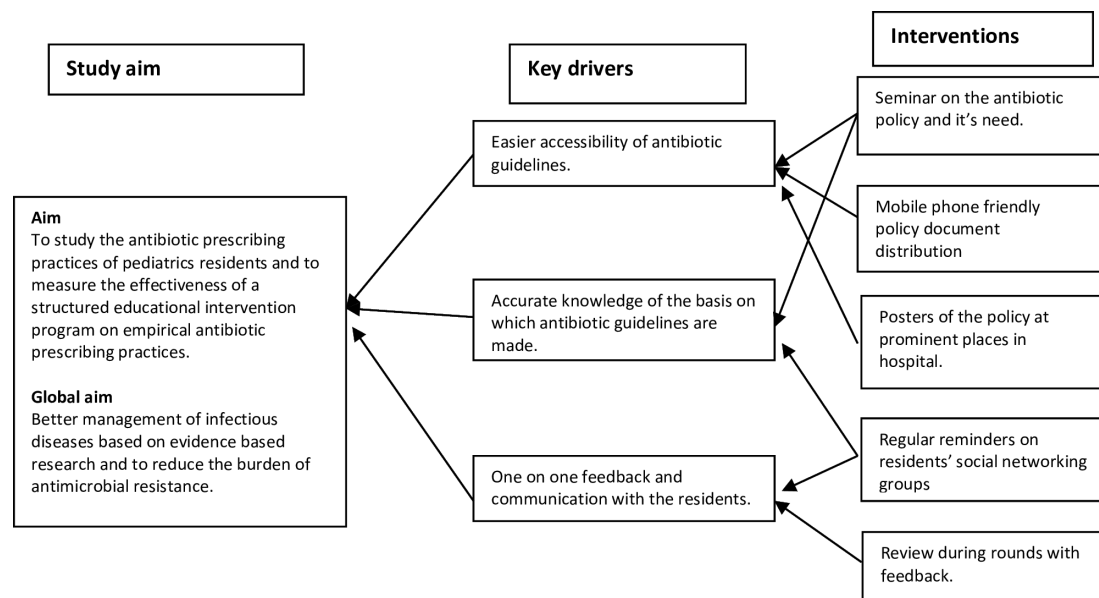 Study aim
Key drivers
Interventions
Aim
To study the antibiotic prescribing
practices of pediatrics residents and to
measure the effectiveness of a
structured educational intervention
program on empirical antibiotic
prescribing practices.
Global aim
Better management of infectious
diseases based on evidence based
research and to reduce the burden of
antimicrobial resistance.
Easier accessibility of antibiotic
guidelines.
Accurate knowledge of the basis on
which antibiotic guidelines are
made.
One on one feedback and
communication with the residents.
Seminar on the antibiotic
policy and it’s need.
Mobile phone friendly
policy document
distribution
Posters of the policy at
prominent places in
hospital.
Regular reminders on
residents’ social networking
groups
Review during rounds with
feedback.